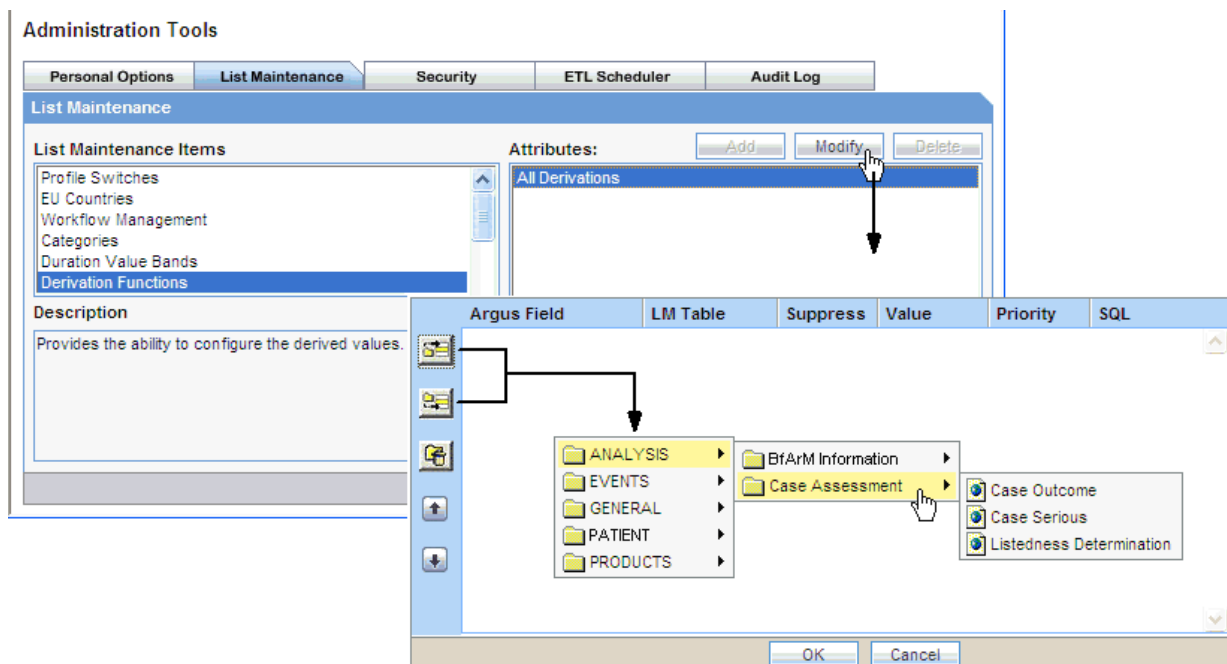 Administration Tools
Personal Options List Maintenance Security ETL Scheduler Audit Log
List Maintenance
List Maintenance Items
Attributes: Add Modify Delete
Profile Switches
EU Countries
Workflow Management
Categories
Duration Value Bands
Derivation Functions
All Derivations
Description
Provides the ability to configure the derived values.
Argus Field LM Table Suppress Value Priority SQL
ANALYSIS
EVENTS
GENERAL
PATIENT
PRODUCTS
BfArM Information
Case Assessment
Case Outcome
Case Serious
Listedness Determination
OK Cancel